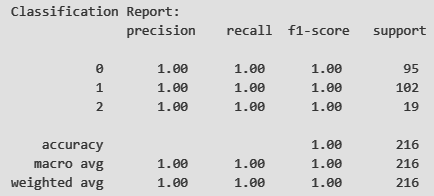 Classification Report:
precision recall f1-score support
0 1.00 1.00 1.00 95
1 1.00 1.00 1.00 102
2 1.00 1.00 1.00 19
accuracy 1.00 216
macro avg 1.00 1.00 1.00 216
weighted avg 1.00 1.00 1.00 216